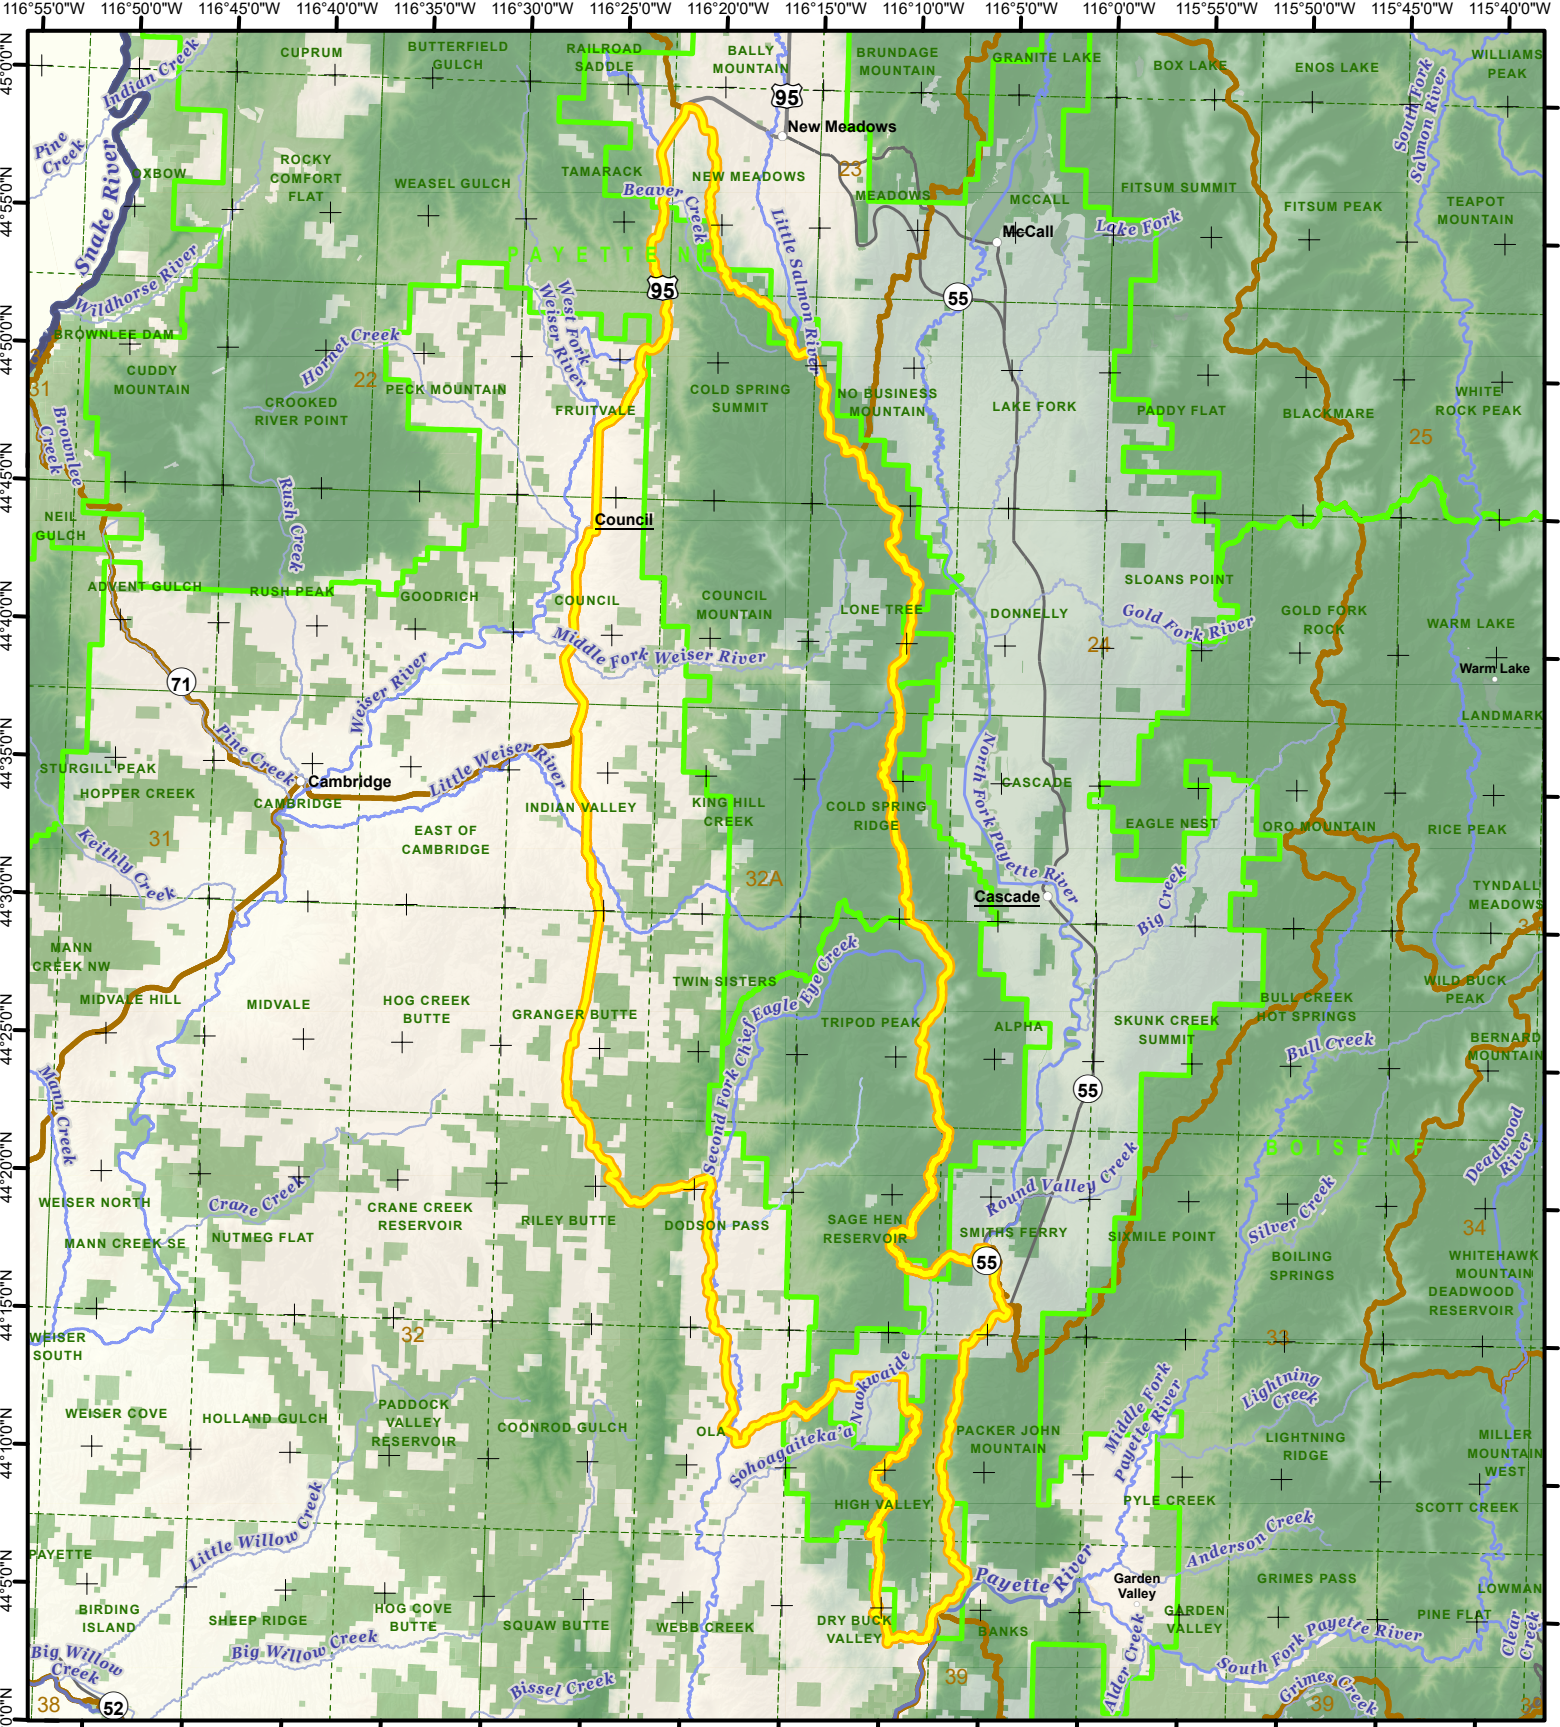 116°55'0"W 116°50'0"W 116°45'0"W 116°40'0"W 116°35'0"W 116°30'0"W 116°25'0"W 116°20'0"W 116°15'0"W 116°10'0"W 116°5'0"W 116°0'0"W 115°55'0"W 115°50'0"W 115°45'0"W 115°40'0"W
45°0'0"N
44°55'0"N
44°50'0"N
44°45'0"N
44°40'0"N
44°35'0"N
44°30'0"N
44°25'0"N
44°20'0"N
44°15'0"N
44°10'0"N
44°5'0"N
0'0"N
CUPRUM
BUTTERFIELD
GULCH
RAILROAD
SADDLE
BALLY
MOUNTAIN
BRUNDAGE
MOUNTAIN
GRANITE LAKE
BOX LAKE
ENOS LAKE
WILLIAMS
PEAK
Indian Creek
Pine
Creek
Snake River
OXBOW
ROCKY
COMFORT
FLAT
WEASEL GULCH
TAMARACK
Beaver
Creek
NEW MEADOWS
95
New Meadows
23
MEADOWS
MCCALL
McCall
Lake Fork
FITSUM SUMMIT
FITSUM PEAK
South Fork
Salmon River
TEAPOT
MOUNTAIN
PAYETTE NF
Wildhorse River
95
Little Salmon River
55
BROWNLEE DAM
Hornet Creek
West Fork
Weiser River
31
CUDDY
MOUNTAIN
22
CROOKED
RIVER POINT
PECK MOUNTAIN
FRUITVALE
COLD SPRING
SUMMIT
NO BUSINESS
MOUNTAIN
LAKE FORK
PADDY FLAT
BLACKMARE
25
WHITE
ROCK PEAK
Brownlee
Creek
Rush Creek
NEIL
GULCH
Council
ADVENT GULCH
RUSH PEAK
GOODRICH
COUNCIL
COUNCIL
MOUNTAIN
LONE TREE
DONNELLY
SLOANS POINT
Gold Fork River
24
GOLD FORK
ROCK
WARM LAKE
Warm Lake
LANDMARK
Middle Fork Weiser River
Weiser River
71
Pine Creek
Cambridge
Little Weiser
River
STURGILL PEAK
HOPPER CREEK
CAMBRIDGE
31
EAST OF
CAMBRIDGE
INDIAN VALLEY
KING HILL
CREEK
COLD SPRING
RIDGE
North Fork Payette River
CASCADE
EAGLE NEST
ORO MOUNTAIN
RICE PEAK
Keithly Creek
32A
Cascade
Big Creek
TYNDALL
MEADOWS
MANN
CREEK NW
MIDVALE HILL
MIDVALE
HOG CREEK
BUTTE
GRANGER BUTTE
TWIN SISTERS
Second Fork Chief Eagle Eye Creek
TRIPOD PEAK
ALPHA
SKUNK CREEK
SUMMIT
BULL CREEK
HOT SPRINGS
WILD BUCK
PEAK
Bull Creek
BERNARD
MOUNTAIN
55
Mann Creek
BOISE NF
Deadwood
River
WEISER NORTH
Crane Creek
CRANE CREEK
RESERVOIR
RILEY BUTTE
DODSON PASS
SAGE HEN
RESERVOIR
Round Valley Creek
SMITHS FERRY
SIXMILE POINT
Silver Creek
34
MANN CREEK SE
NUTMEG FLAT
55
BOILING
SPRINGS
WHITEHAWK
MOUNTAIN
DEADWOOD
RESERVOIR
WEISER
SOUTH
32
33
WEISER COVE
HOLLAND GULCH
PADDOCK
VALLEY
RESERVOIR
COONROD GULCH
OLA
Sohoagaiteka'a
Naokwaide
PACKER JOHN
MOUNTAIN
Middle Fork
Payette River
Lightning
Creek
LIGHTNING
RIDGE
MILLER
MOUNTAIN
WEST
HIGH VALLEY
PYLE CREEK
SCOTT CREEK
Little Willow Creek
Anderson Creek
PAYETTE
Payette River
Garden
Valley
GRIMES PASS
LOWMAN
BIRDING
ISLAND
SHEEP RIDGE
HOG COVE
BUTTE
SQUAW BUTTE
WEBB CREEK
DRY BUCK
VALLEY
BANKS
GARDEN
VALLEY
PINE FLAT
Clear
Creek
Big Willow
Creek
Big Willow Creek
Bissel Creek
Alder Creek
South Fork Payette River
Grimes Creek
38
52
39
39